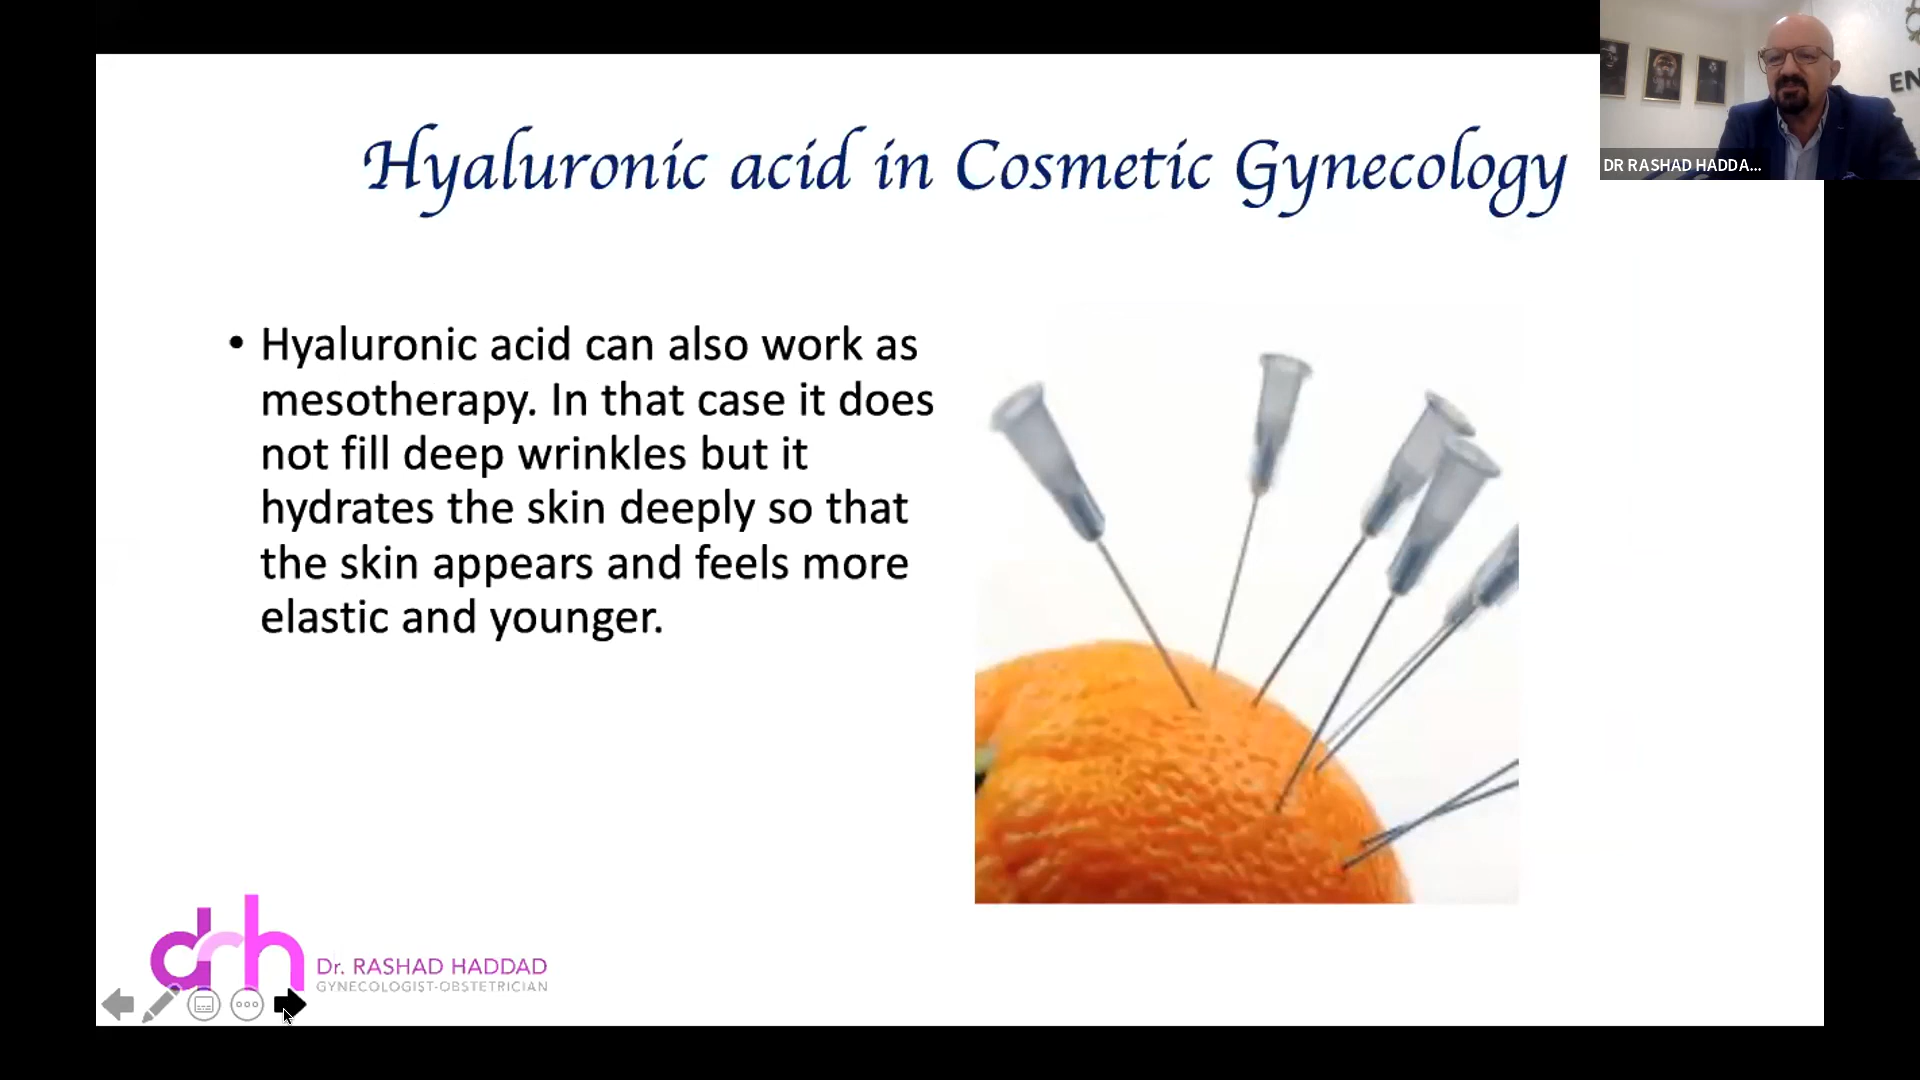 Hyaluronic acid in Cosmetic Gynecology
EN
DR RASHAD HADDA...
• Hyaluronic acid can also work as
mesotherapy. In that case it does
not fill deep wrinkles but it
hydrates the skin deeply so that
the skin appears and feels more
elastic and younger.
drh
Dr. RASHAD HADDAD
GYNECOLOGIST-OBSTETRICIAN